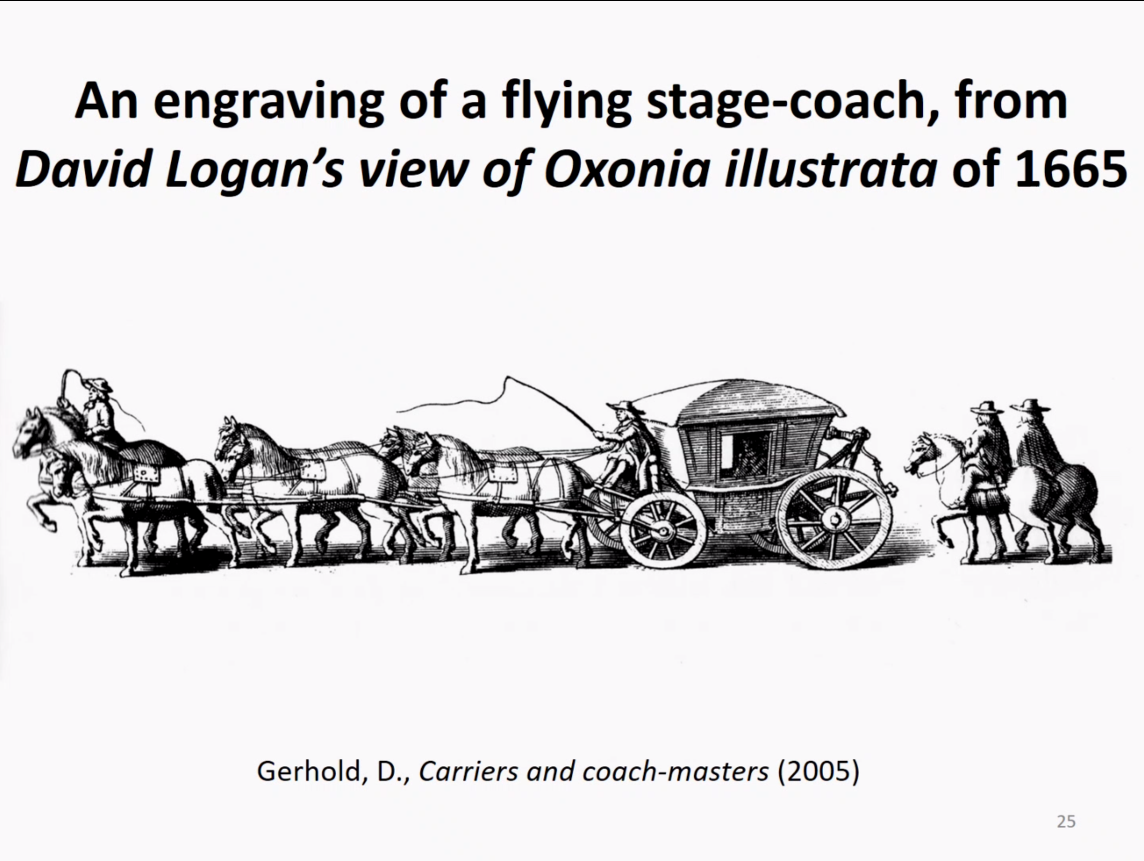 An engraving of a flying stage-coach, from
David Logan’s view of Oxonia illustrata of 1665
Gerhold, D., Carriers and coach-masters (2005)
25